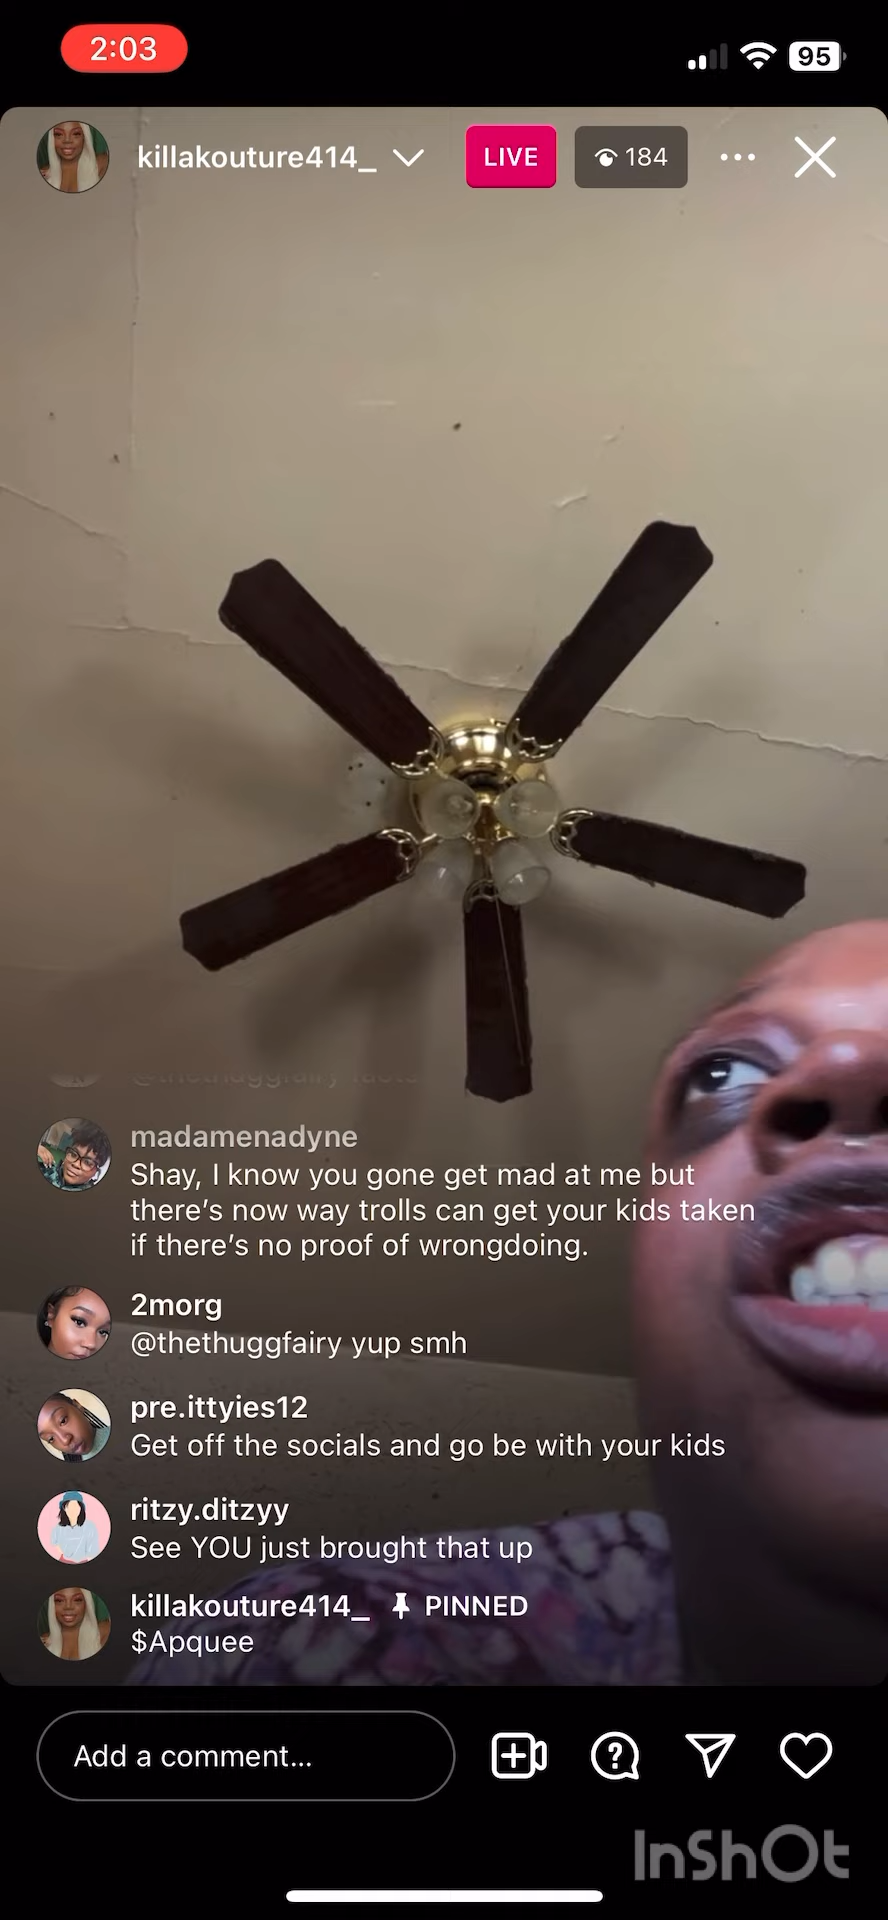 2:03
95
killakouture414_
LIVE
184
madamenadyne
Shay, I know you gone get mad at me but
there's now way trolls can get your kids taken
if there's no proof of wrongdoing.
2morg
@thethuggfairy yup smh
pre.ittyies12
Get off the socials and go be with your kids
ritzy.ditzyy
See YOU just brought that up
killakouture414_ PINNED
$Apquee
Add a comment...
InShOt